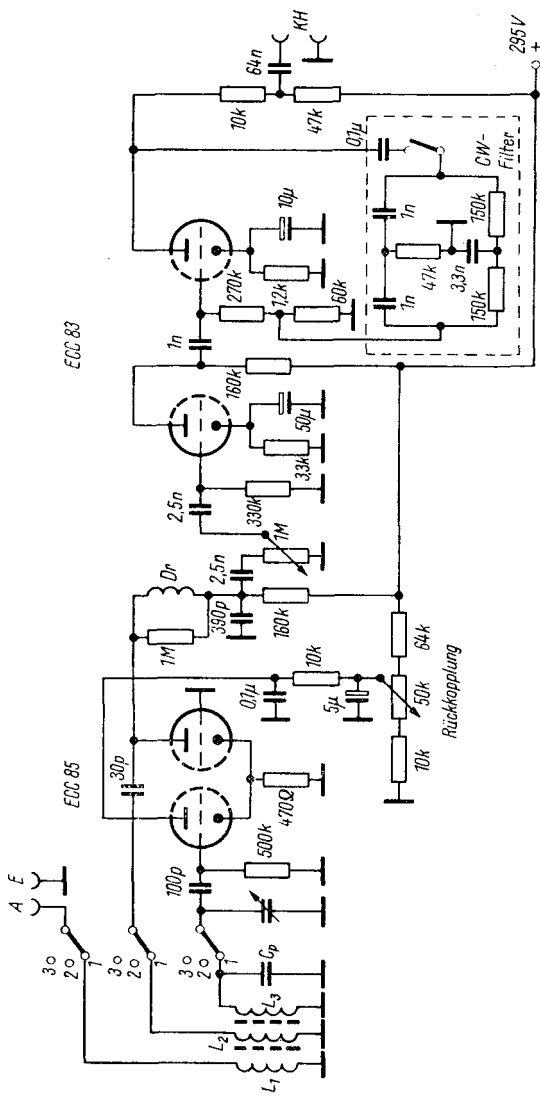 A
E
3
2
1
3
2
1
3
2
1
L₁
L₂
L₃
Cp
100p
500k
470Ω
ECC 85
30p
1M
Dr
390p
2,5n
1M
160k
0,1µ
10k
5µ
10k
50k
64k
Rückkopplung
2,5n
330k
3,3k
50µ
160k
ECC 83
1n
270k
1,2k
60k
10µ
10k
47k
64n
KH
0,1µ
CW-
Filter
1n
1n
47k
3,3n
150k
150k
295V
+